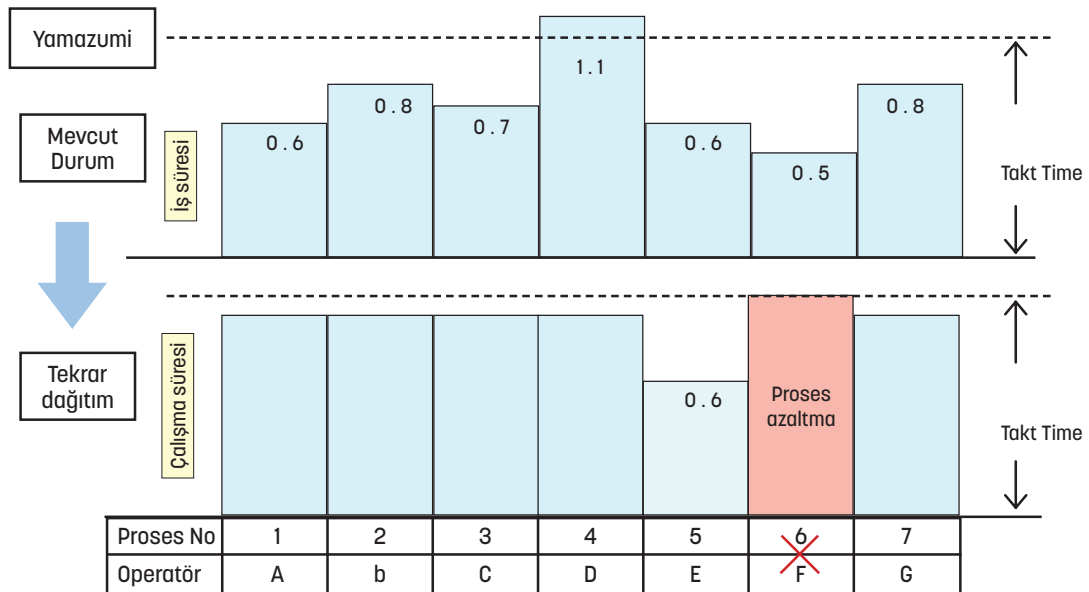 Yamazumi
Mevcut
Durum
İş süresi
0.6
0.8
0.7
1.1
0.6
0.5
0.8
Takt Time
Tekrar
dağıtım
Çalışma süresi
0.6
Proses
azaltma
Takt Time
Proses No 1 2 3 4 5 6 7
Operatör A b C D E F G